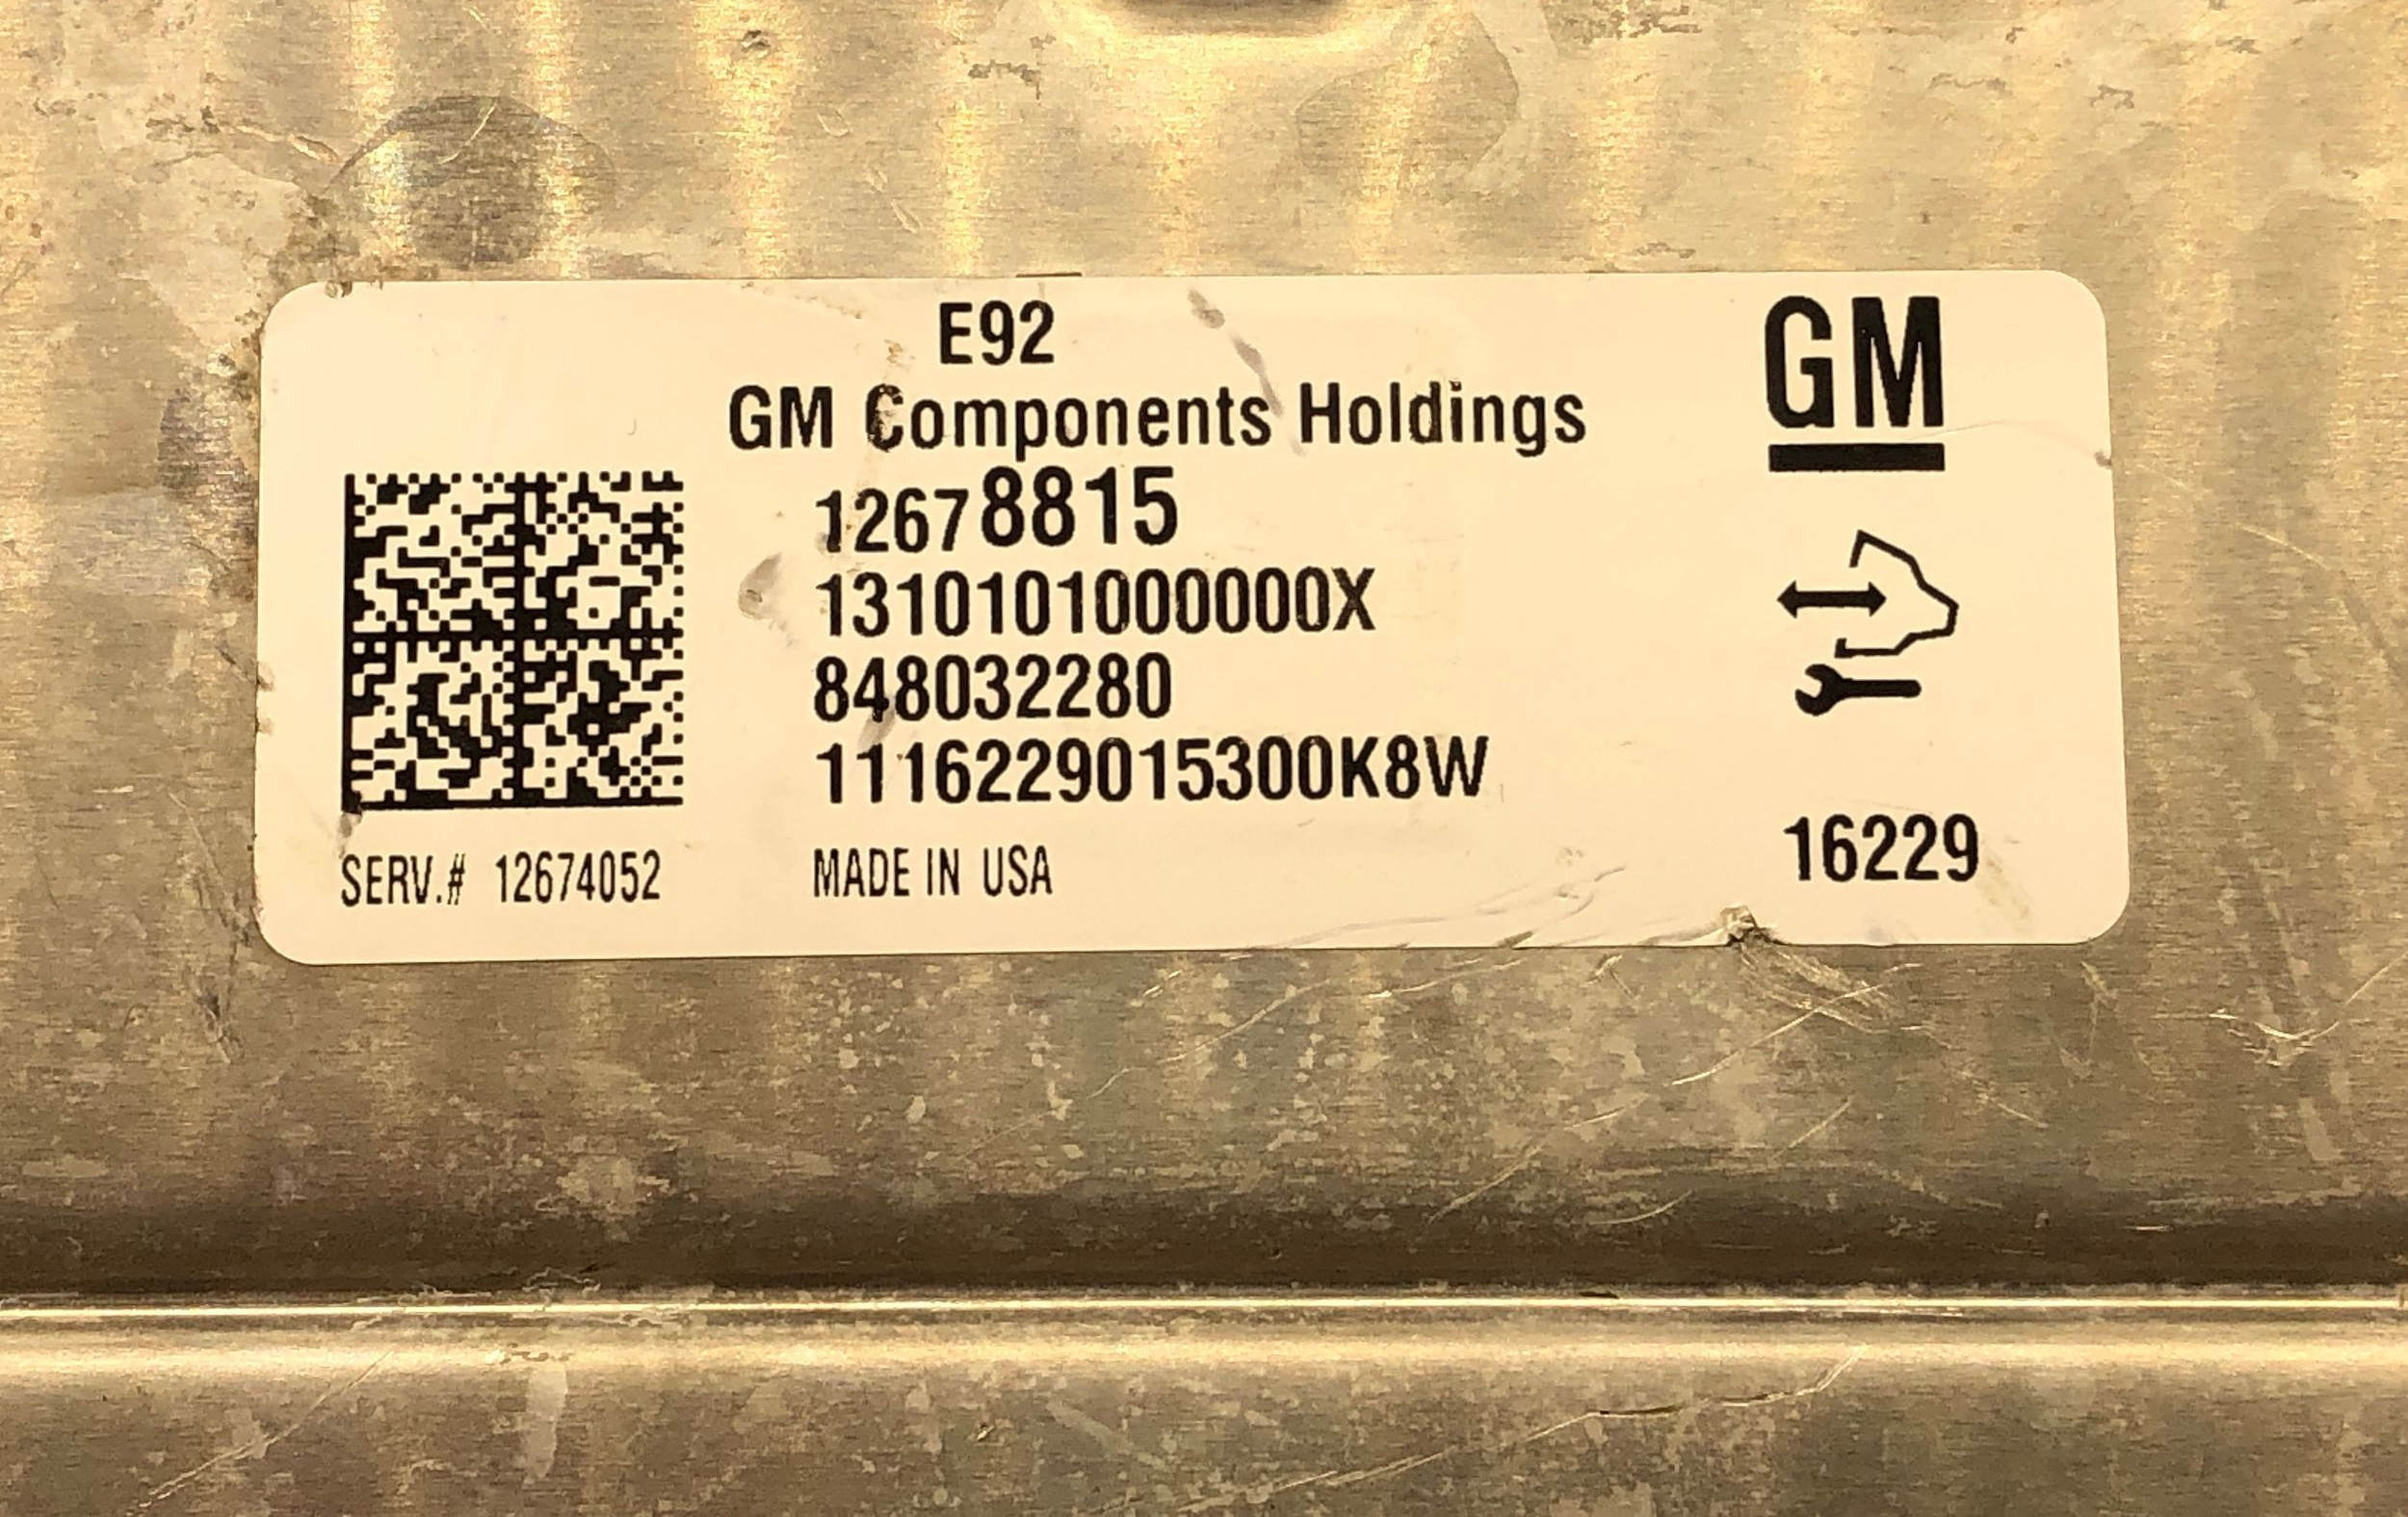 E92
GM
GM Components Holdings
12678815
1310101000000X
848032280
1116229015300K8W
16229
SERV.# 12674052
MADE IN USA